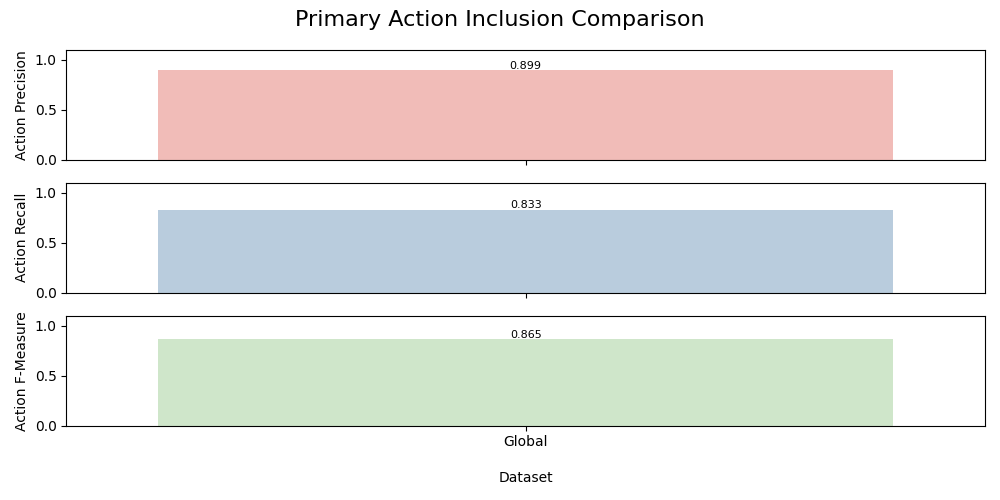 Primary Action Inclusion Comparison
Action Precision
1.0
0.5
0.0
0.899
Action Recall
1.0
0.5
0.0
0.833
Action F-Measure
1.0
0.5
0.0
0.865
Global
Dataset